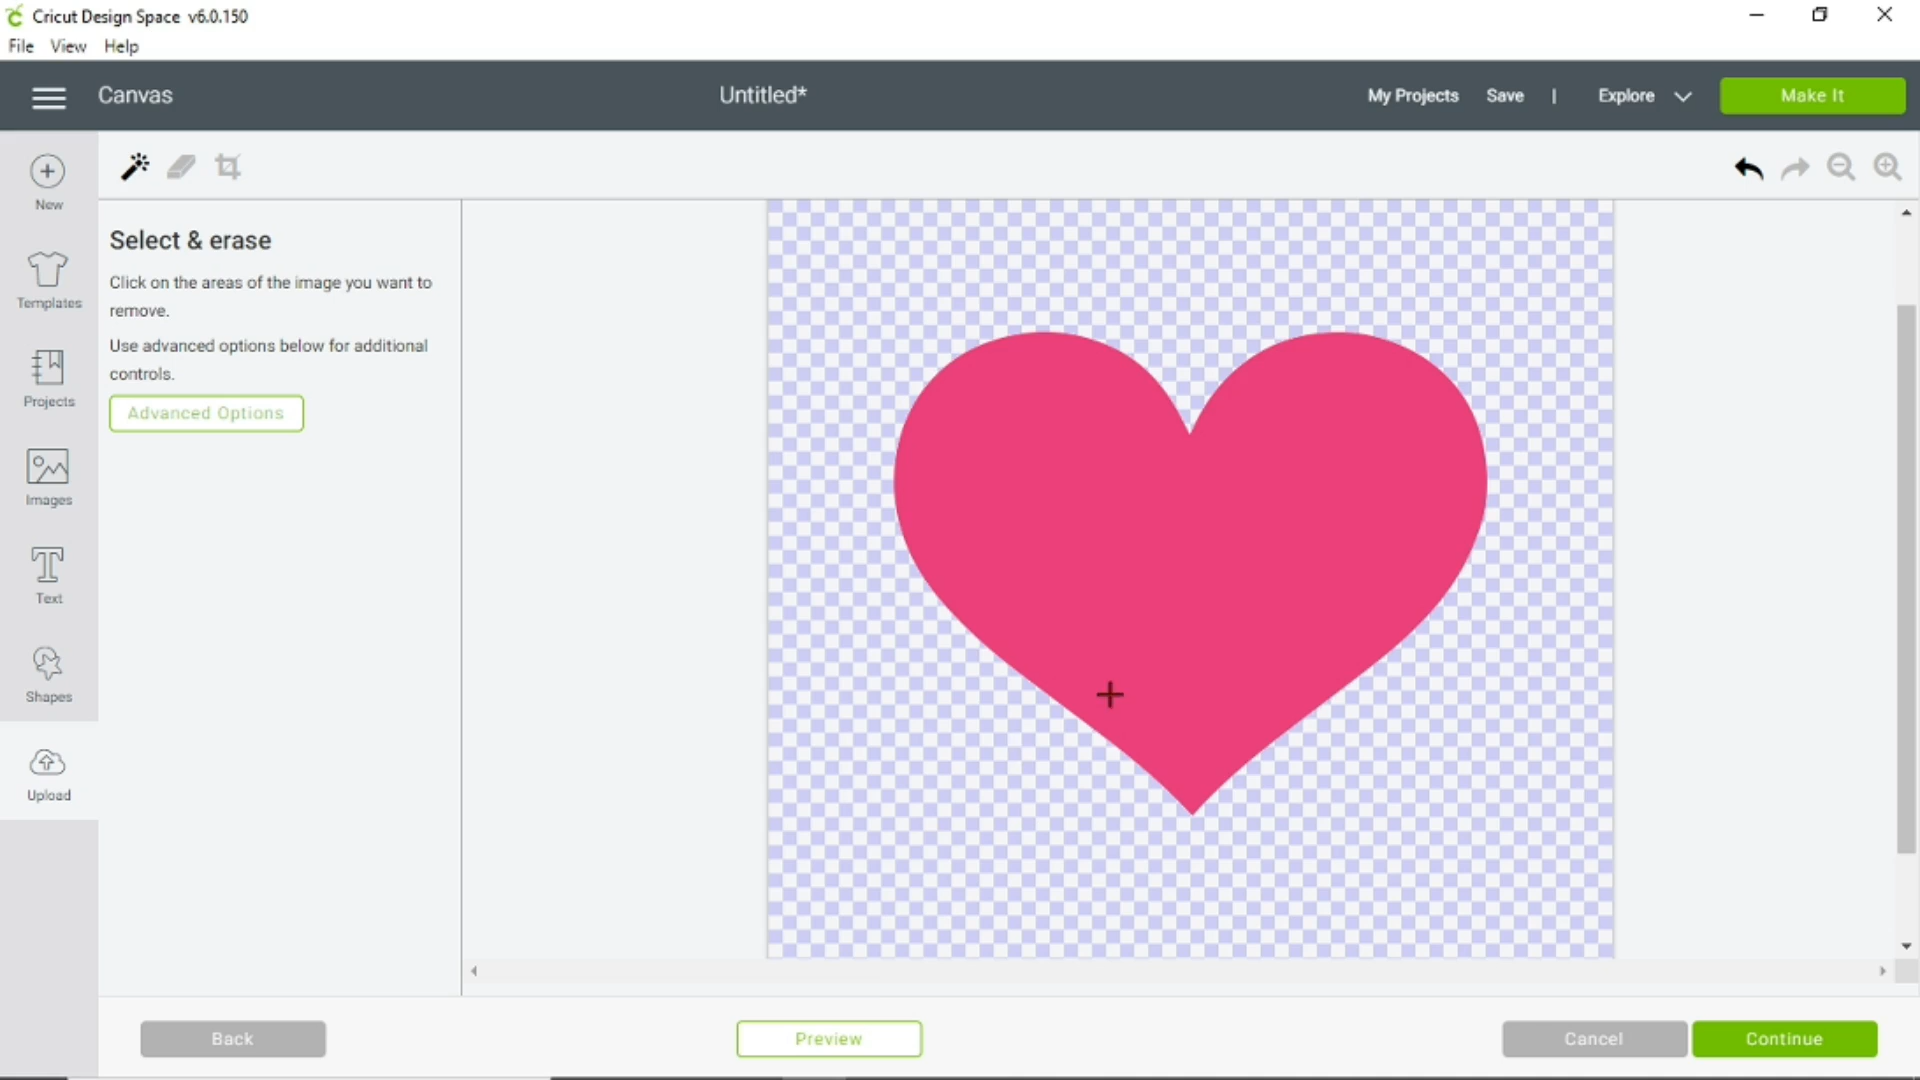 Cricut Design Space v6.0.150
File View Help
Canvas
Untitled*
My Projects Save | Explore Make It
New
Templates
Projects
Images
Text
Shapes
Upload
Select & erase
Click on the areas of the image you want to
remove.
Use advanced options below for additional
controls.
Advanced Options
Back
Preview
Cancel
Continue